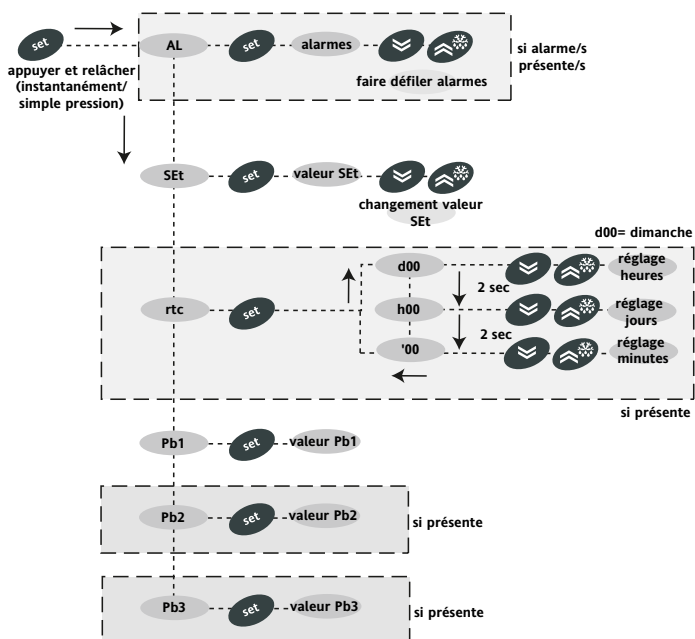 set
appuyer et relâcher
(instantanément/
simple pression)
AL
set
alarmes
faire défiler alarmes
si alarme/s
présente/s
SEt
set
valeur SEt
changement valeur
SEt
d00= dimanche
rtc
set
d00
réglage
heures
2 sec
h00
réglage
jours
2 sec
'00
réglage
minutes
si présente
Pb1
set
valeur Pb1
Pb2
set
valeur Pb2
si présente
Pb3
set
valeur Pb3
si présente